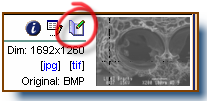 Dim: 1692x1260
[jpg] [tif]
Original: BMP